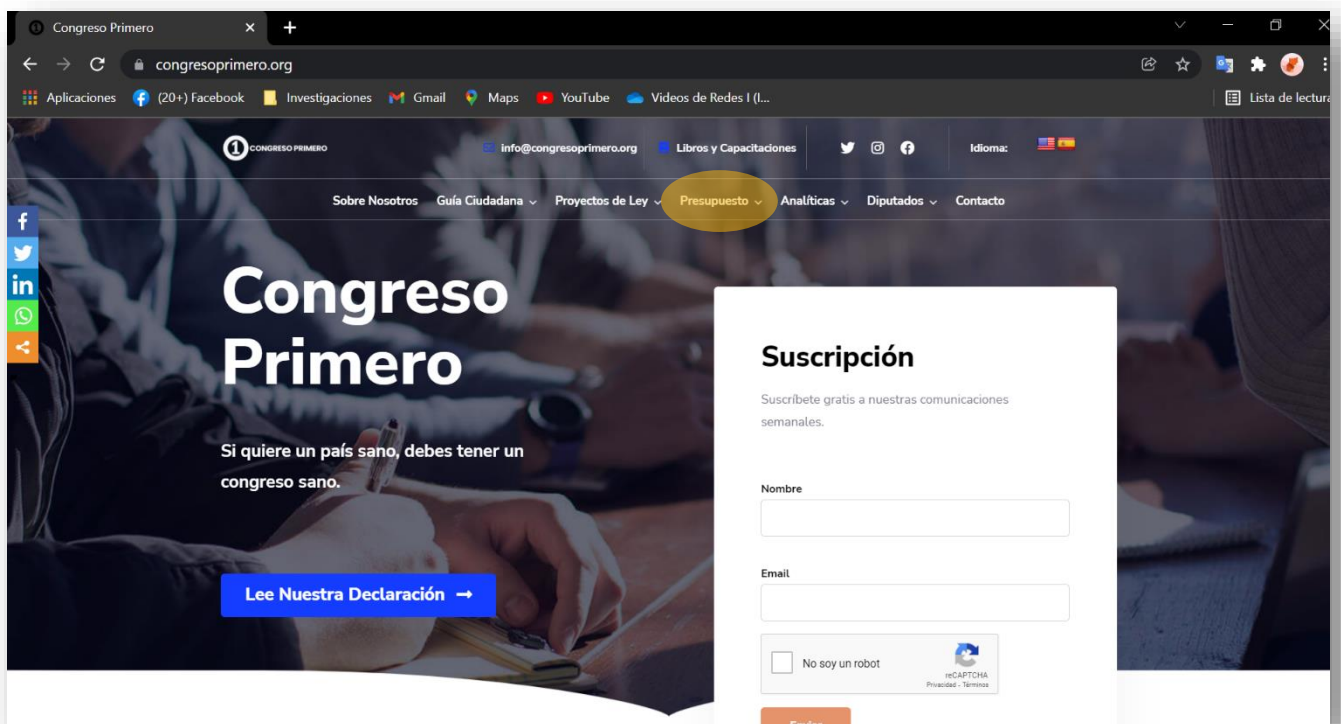 Congreso Primero
congresoprimero.org
Aplicaciones (20+) Facebook Investigaciones Gmail Maps YouTube Videos de Redes I (I... Lista de lectura
1 CONGRESO PRIMERO info@congresoprimero.org Libros y Capacitaciones Idioma:
Sobre Nosotros Guía Ciudadana Proyectos de Ley Presupuesto Analíticas Diputados Contacto
f
in
Congreso
Primero
Si quiere un país sano, debes tener un
congreso sano.
Lee Nuestra Declaración →
Suscripción
Suscríbete gratis a nuestras comunicaciones
semanales.
Nombre
Email
No soy un robot
reCAPTCHA
Privacidad - Términos
Enviar